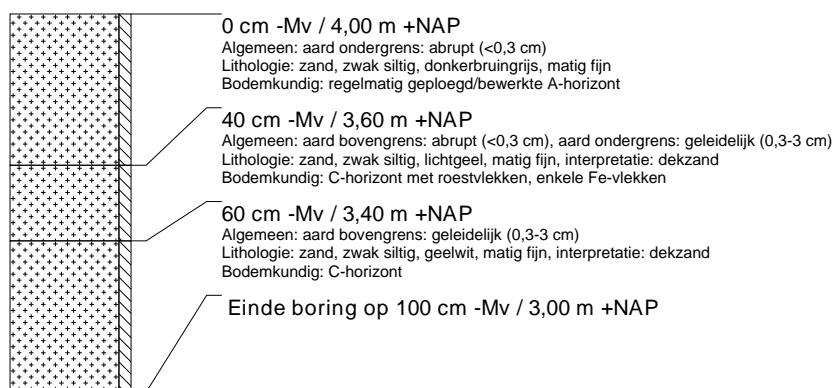 0 cm -Mv / 4,00 m +NAP
Algemeen: aard ondergrens: abrupt (<0,3 cm)
Lithologie: zand, zwak siltig, donkerbruingrijs, matig fijn
Bodemkundig: regelmatig geploegd/bewerkte A-horizont
40 cm -Mv / 3,60 m +NAP
Algemeen: aard bovengrens: abrupt (<0,3 cm), aard ondergrens: geleidelijk (0,3-3 cm)
Lithologie: zand, zwak siltig, lichtgeel, matig fijn, interpretatie: dekzand
Bodemkundig: C-horizont met roestvlekken, enkele Fe-vlekken
60 cm -Mv / 3,40 m +NAP
Algemeen: aard bovengrens: geleidelijk (0,3-3 cm)
Lithologie: zand, zwak siltig, geelwit, matig fijn, interpretatie: dekzand
Bodemkundig: C-horizont
Einde boring op 100 cm -Mv / 3,00 m +NAP